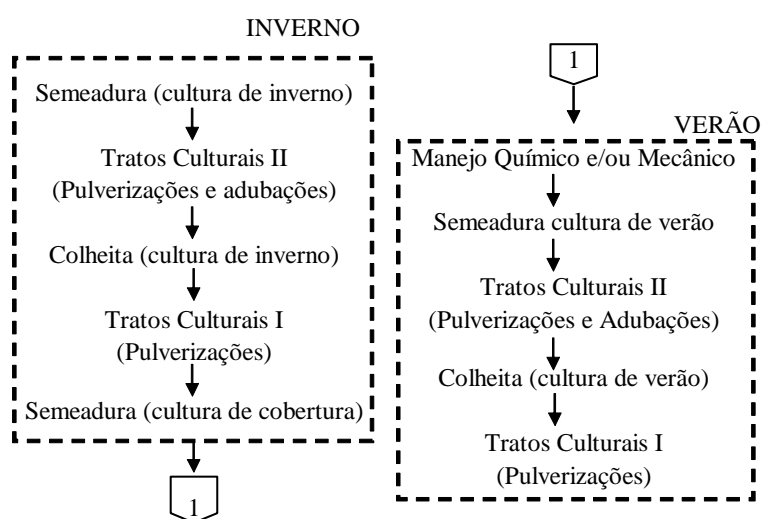 INVERNO
Semeadura (cultura de inverno)
Tratos Culturais II
(Pulverizações e adubações)
Colheita (cultura de inverno)
Tratos Culturais I
(Pulverizações)
Semeadura (cultura de cobertura)
1
1
VERÃO
Manejo Químico e/ou Mecânico
Semeadura cultura de verão
Tratos Culturais II
(Pulverizações e Adubações)
Colheita (cultura de verão)
Tratos Culturais I
(Pulverizações)